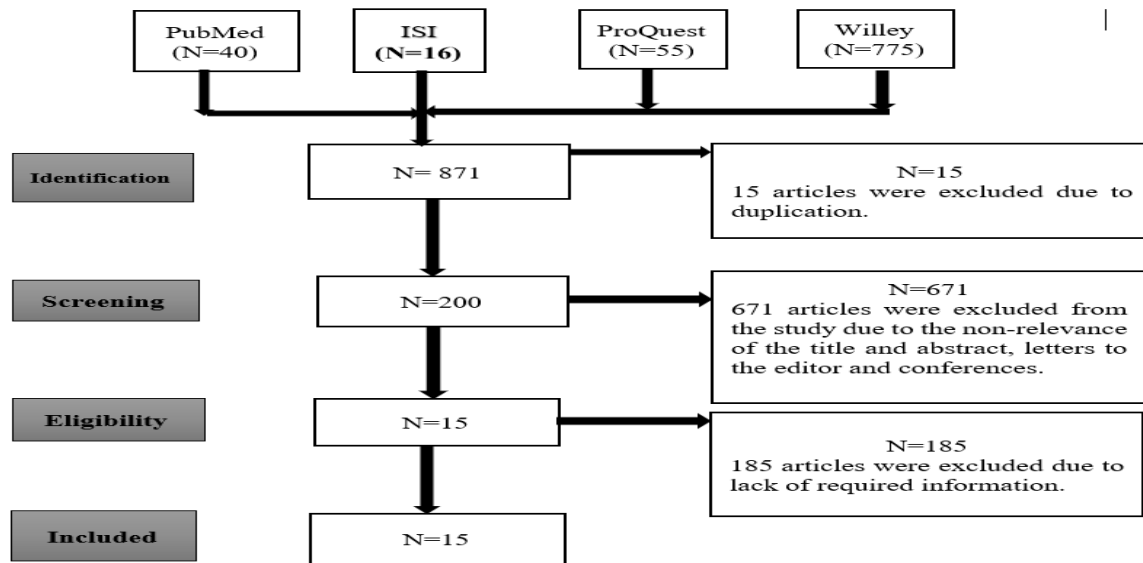 PubMed
(N=40)
ISI
(N=16)
ProQuest
(N=55)
Willey
(N=775)
Identification
N= 871
N=15
15 articles were excluded due to
duplication.
Screening
N=200
N=671
671 articles were excluded from
the study due to the non-relevance
of the title and abstract, letters to
the editor and conferences.
Eligibility
N=15
N=185
185 articles were excluded due to
lack of required information.
Included
N=15